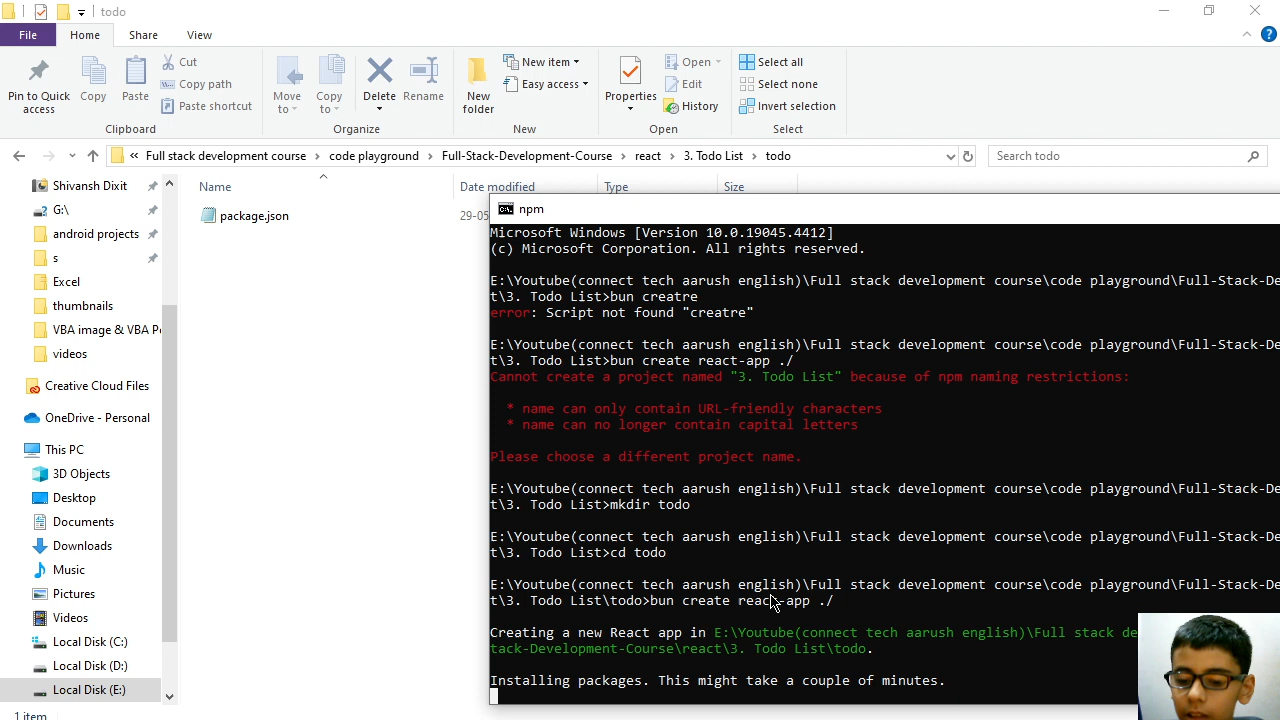 todo
File
Home
Share
View
Pin to Quick access
Copy
Paste
Cut
Copy path
Paste shortcut
Clipboard
Move to
Copy to
Delete
Rename
Organize
New folder
New item
Easy access
New
Properties
Open
Edit
History
Open
Select all
Select none
Invert selection
Select
« Full stack development course › code playground › Full-Stack-Development-Course › react › 3. Todo List › todo
Search todo
Shivansh Dixit
G:\
android projects
s
Excel
thumbnails
VBA image & VBA P
videos
Creative Cloud Files
OneDrive - Personal
This PC
3D Objects
Desktop
Documents
Downloads
Music
Pictures
Videos
Local Disk (C:)
Local Disk (D:)
Local Disk (E:)
1 item
Name
Date modified
Type
Size
package.json
29-05
npm
Microsoft Windows [Version 10.0.19045.4412]
(c) Microsoft Corporation. All rights reserved.
E:\Youtube(connect tech aarush english)\Full stack development course\code playground\Full-Stack-De
t\3. Todo List>bun creatre
error: Script not found "creatre"
E:\Youtube(connect tech aarush english)\Full stack development course\code playground\Full-Stack-De
t\3. Todo List>bun create react-app ./
Cannot create a project named "3. Todo List" because of npm naming restrictions:
* name can only contain URL-friendly characters
* name can no longer contain capital letters
Please choose a different project name.
E:\Youtube(connect tech aarush english)\Full stack development course\code playground\Full-Stack-De
t\3. Todo List>mkdir todo
E:\Youtube(connect tech aarush english)\Full stack development course\code playground\Full-Stack-De
t\3. Todo List>cd todo
E:\Youtube(connect tech aarush english)\Full stack development course\code playground\Full-Stack-De
t\3. Todo List\todo>bun create react-app ./
Creating a new React app in E:\Youtube(connect tech aarush english)\Full stack de
tack-Development-Course\react\3. Todo List\todo.
Installing packages. This might take a couple of minutes.